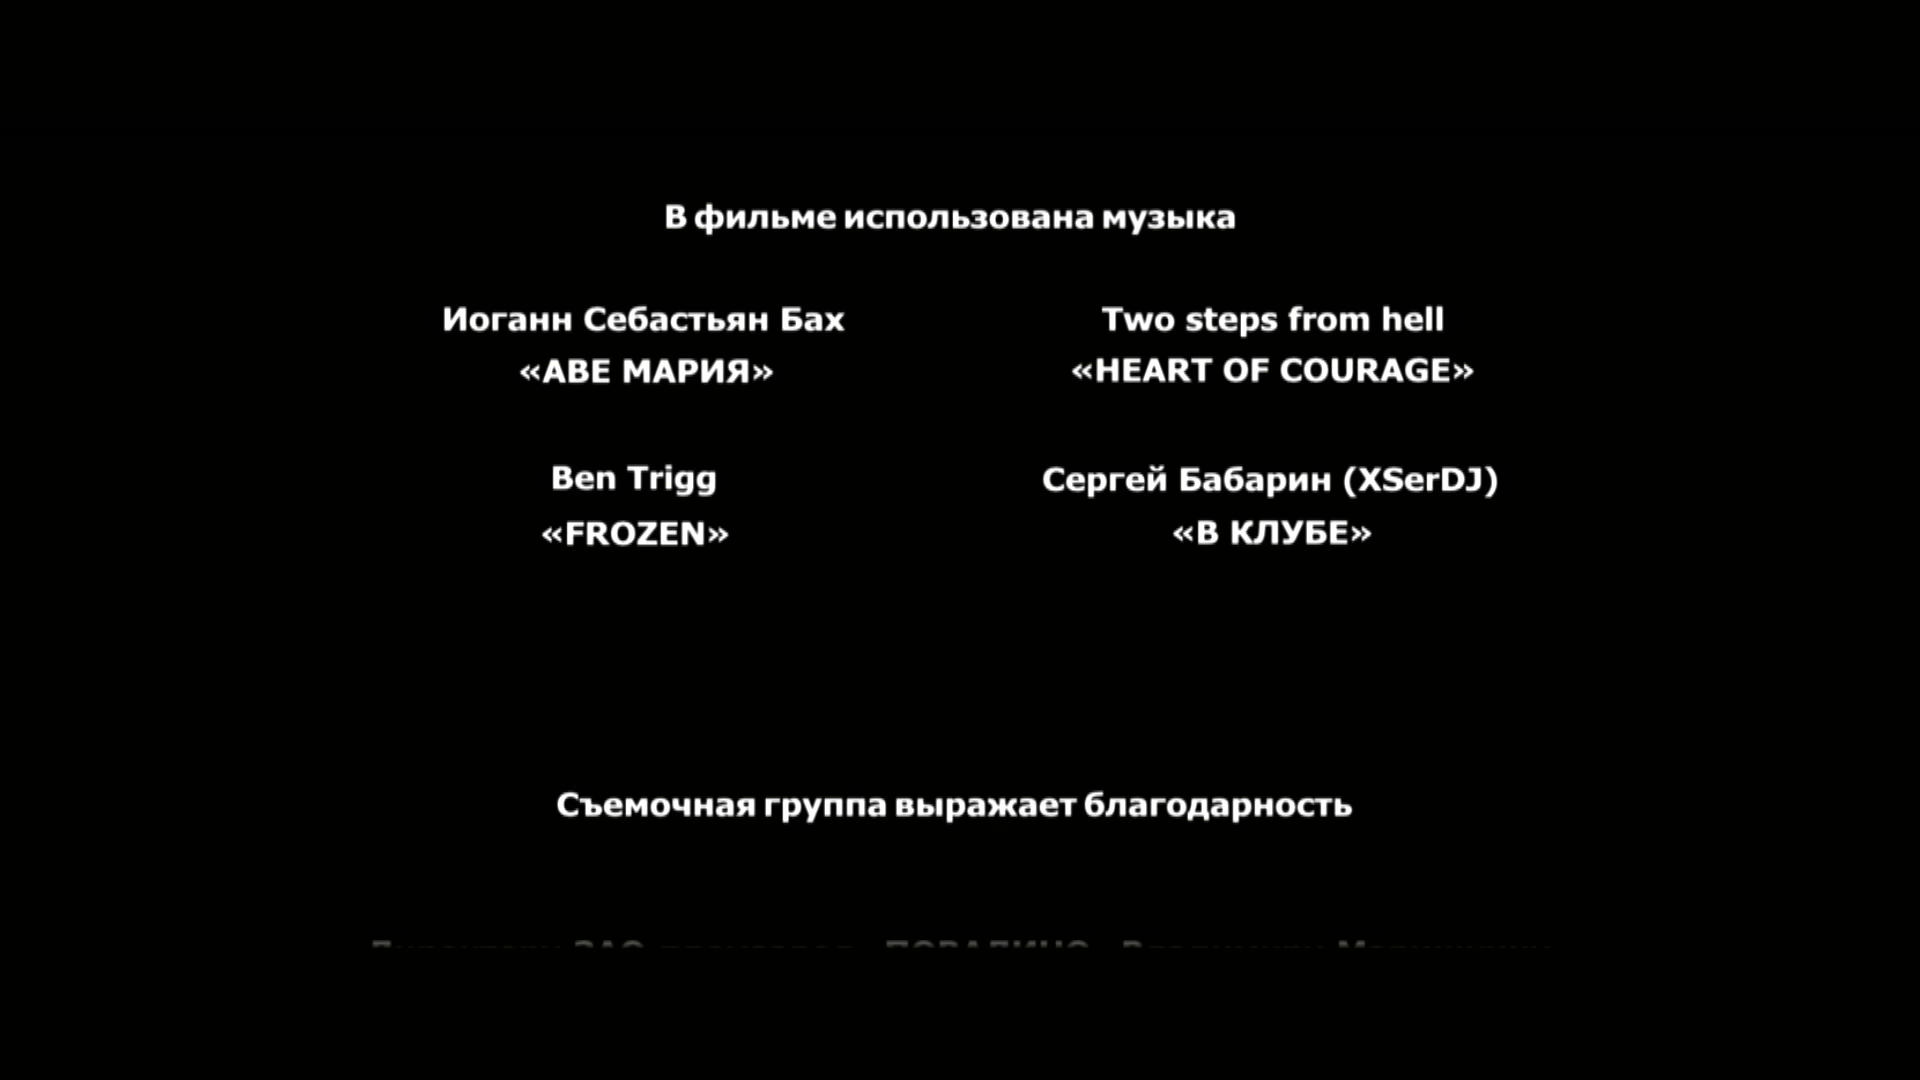 В фильме использована музыка
Иоганн Себастьян Бах
«АВЕ МАРИЯ»
Two steps from hell
«HEART OF COURAGE»
Ben Trigg
«FROZEN»
Сергей Бабарин (XSerDJ)
«В КЛУБЕ»
Съемочная группа выражает благодарность